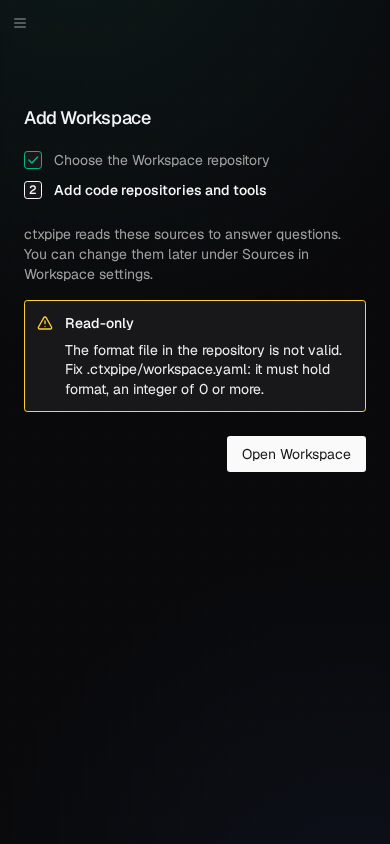 Add Workspace
Choose the Workspace repository
2 Add code repositories and tools
ctxpipe reads these sources to answer questions.
You can change them later under Sources in
Workspace settings.
Read-only
The format file in the repository is not valid.
Fix .ctxpipe/workspace.yaml: it must hold
format, an integer of 0 or more.
Open Workspace